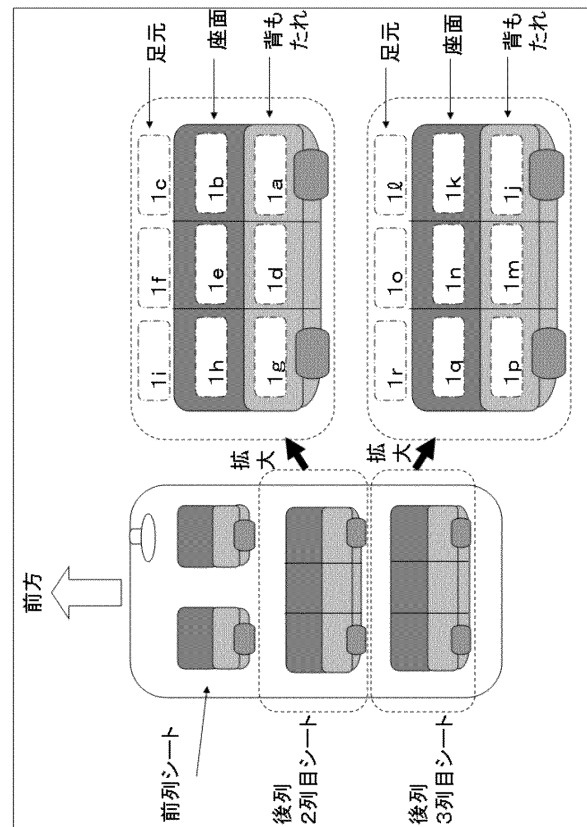 前方
前列シート
後列
2列目シート
後列
3列目シート
拡
大
拡
大
足元
座面
背も
たれ
1i
1f
1c
1h
1e
1b
1g
1d
1a
足元
座面
背も
たれ
1r
1o
1ℓ
1q
1n
1k
1p
1m
1j